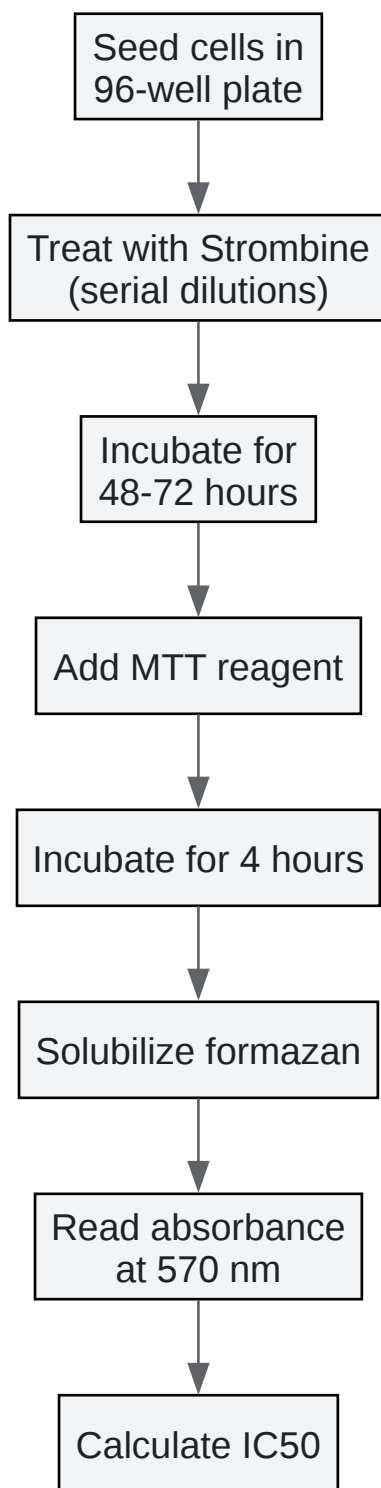 Seed cells in
96-well plate
Treat with Strombine
(serial dilutions)
Incubate for
48-72 hours
Add MTT reagent
Incubate for 4 hours
Solubilize formazan
Read absorbance
at 570 nm
Calculate IC50